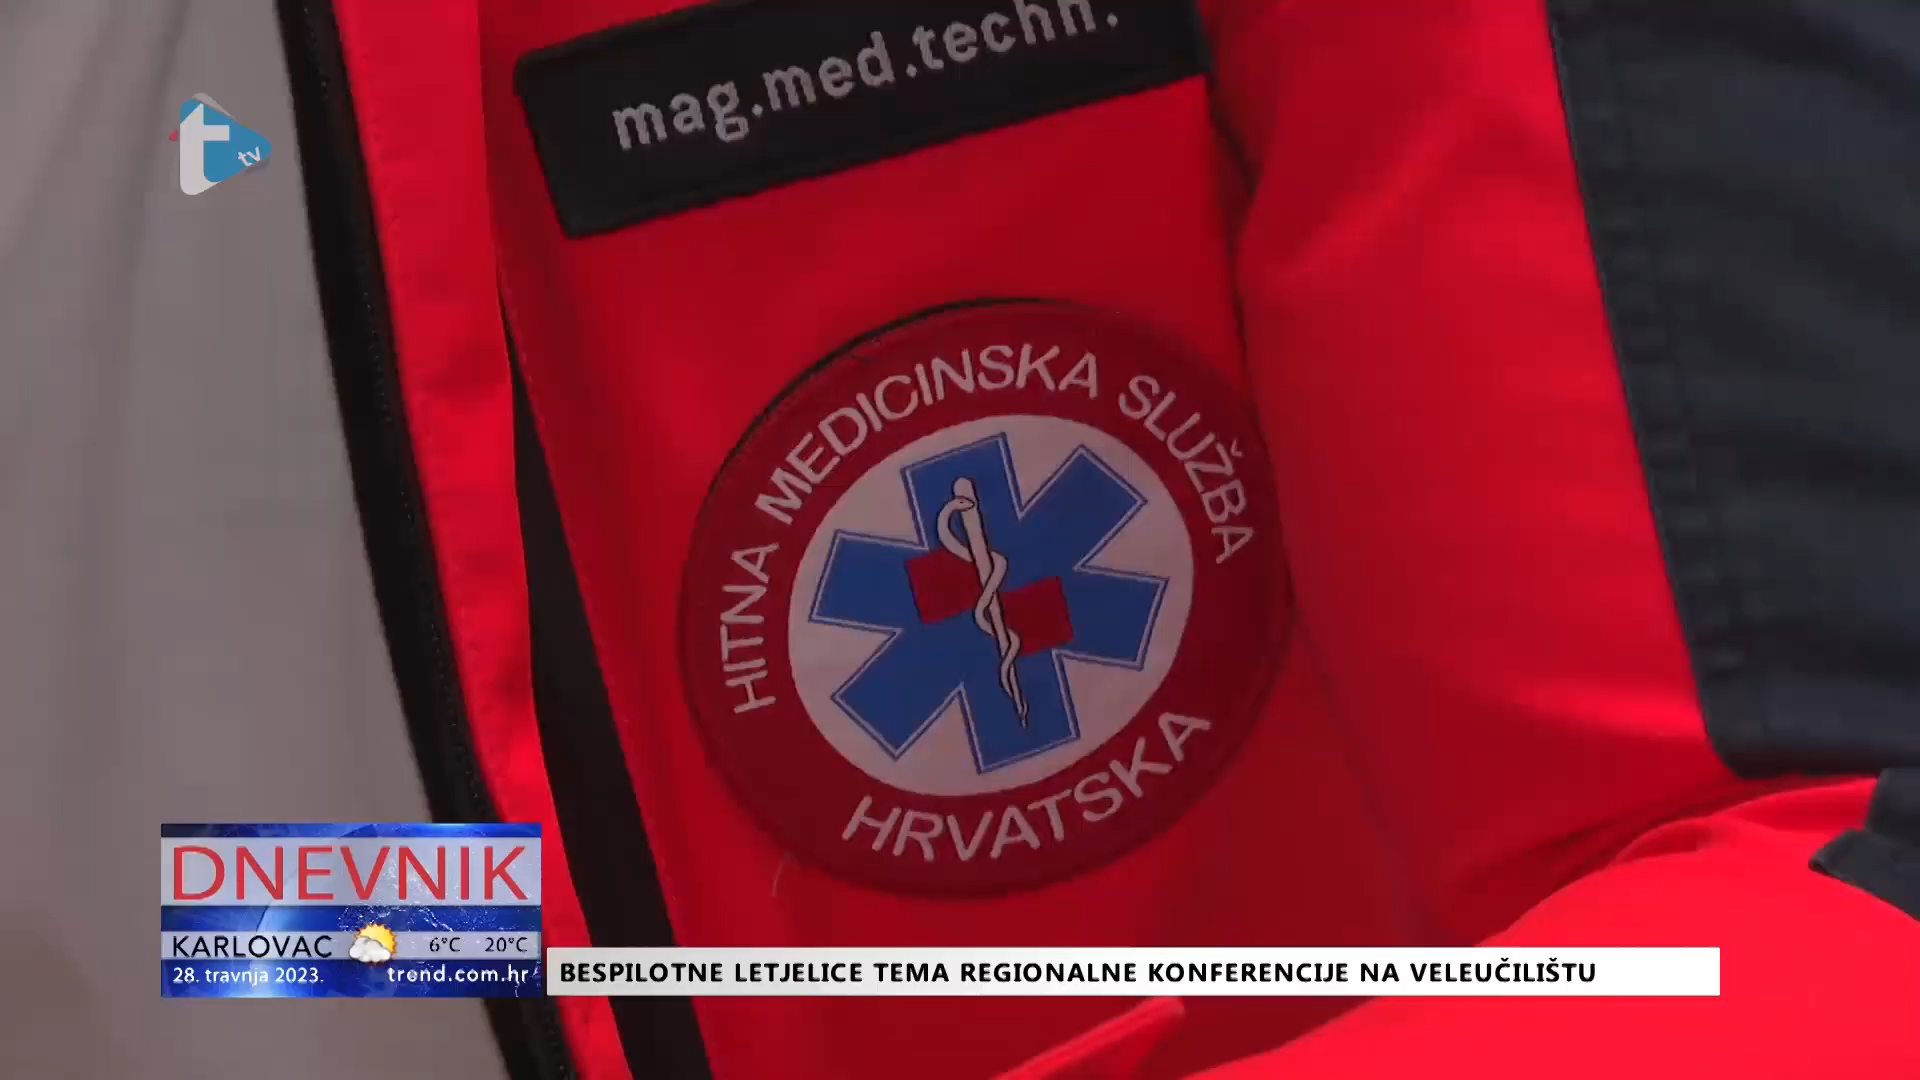 mag.med.techn.
t tv
HITNA MEDICINSKA SLUŽBA
HRVATSKA
DNEVNIK
KARLOVAC 6°C 20°C
28. travnja 2023. trend.com.hr
BESPILOTNE LETJELICE TEMA REGIONALNE KONFERENCIJE NA VELEUČILIŠTU